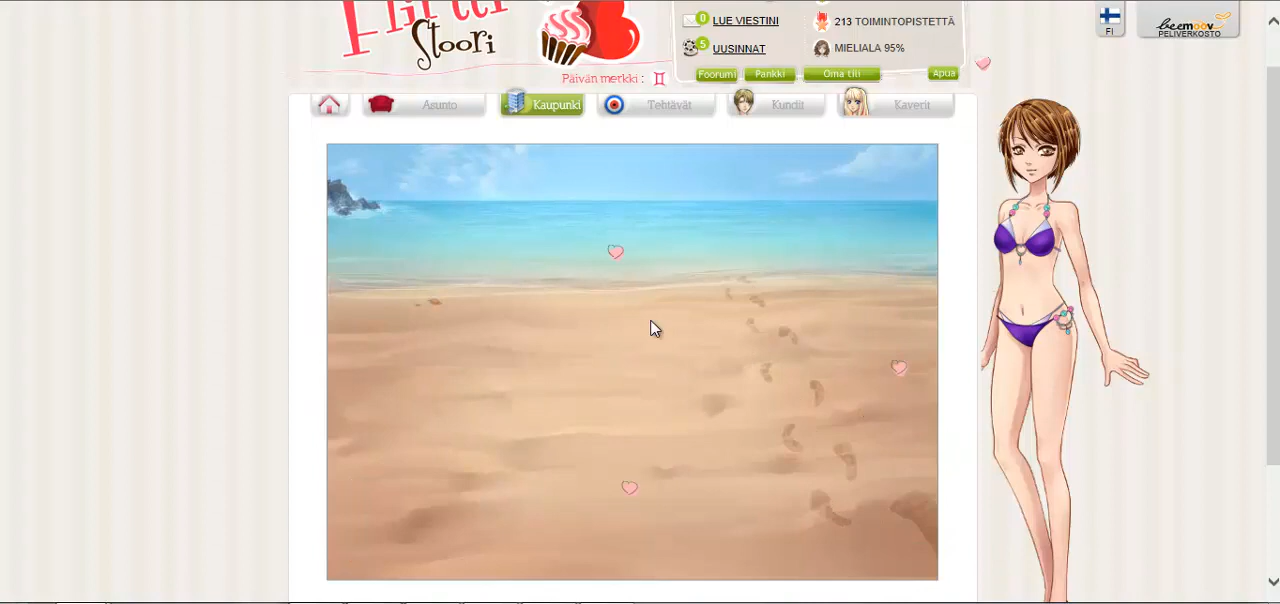 Stoori
LUE VIESTINI
0
213 TOIMINTOPISTETTÄ
5
UUSINNAT
MIELIALA 95%
Päivän merkki :
Foorumi
Pankki
Oma tili
Apua
FI
beemoov
PELIVERKOSTO
Asunto
Kaupunki
Tehtävät
Kundit
Kaverit